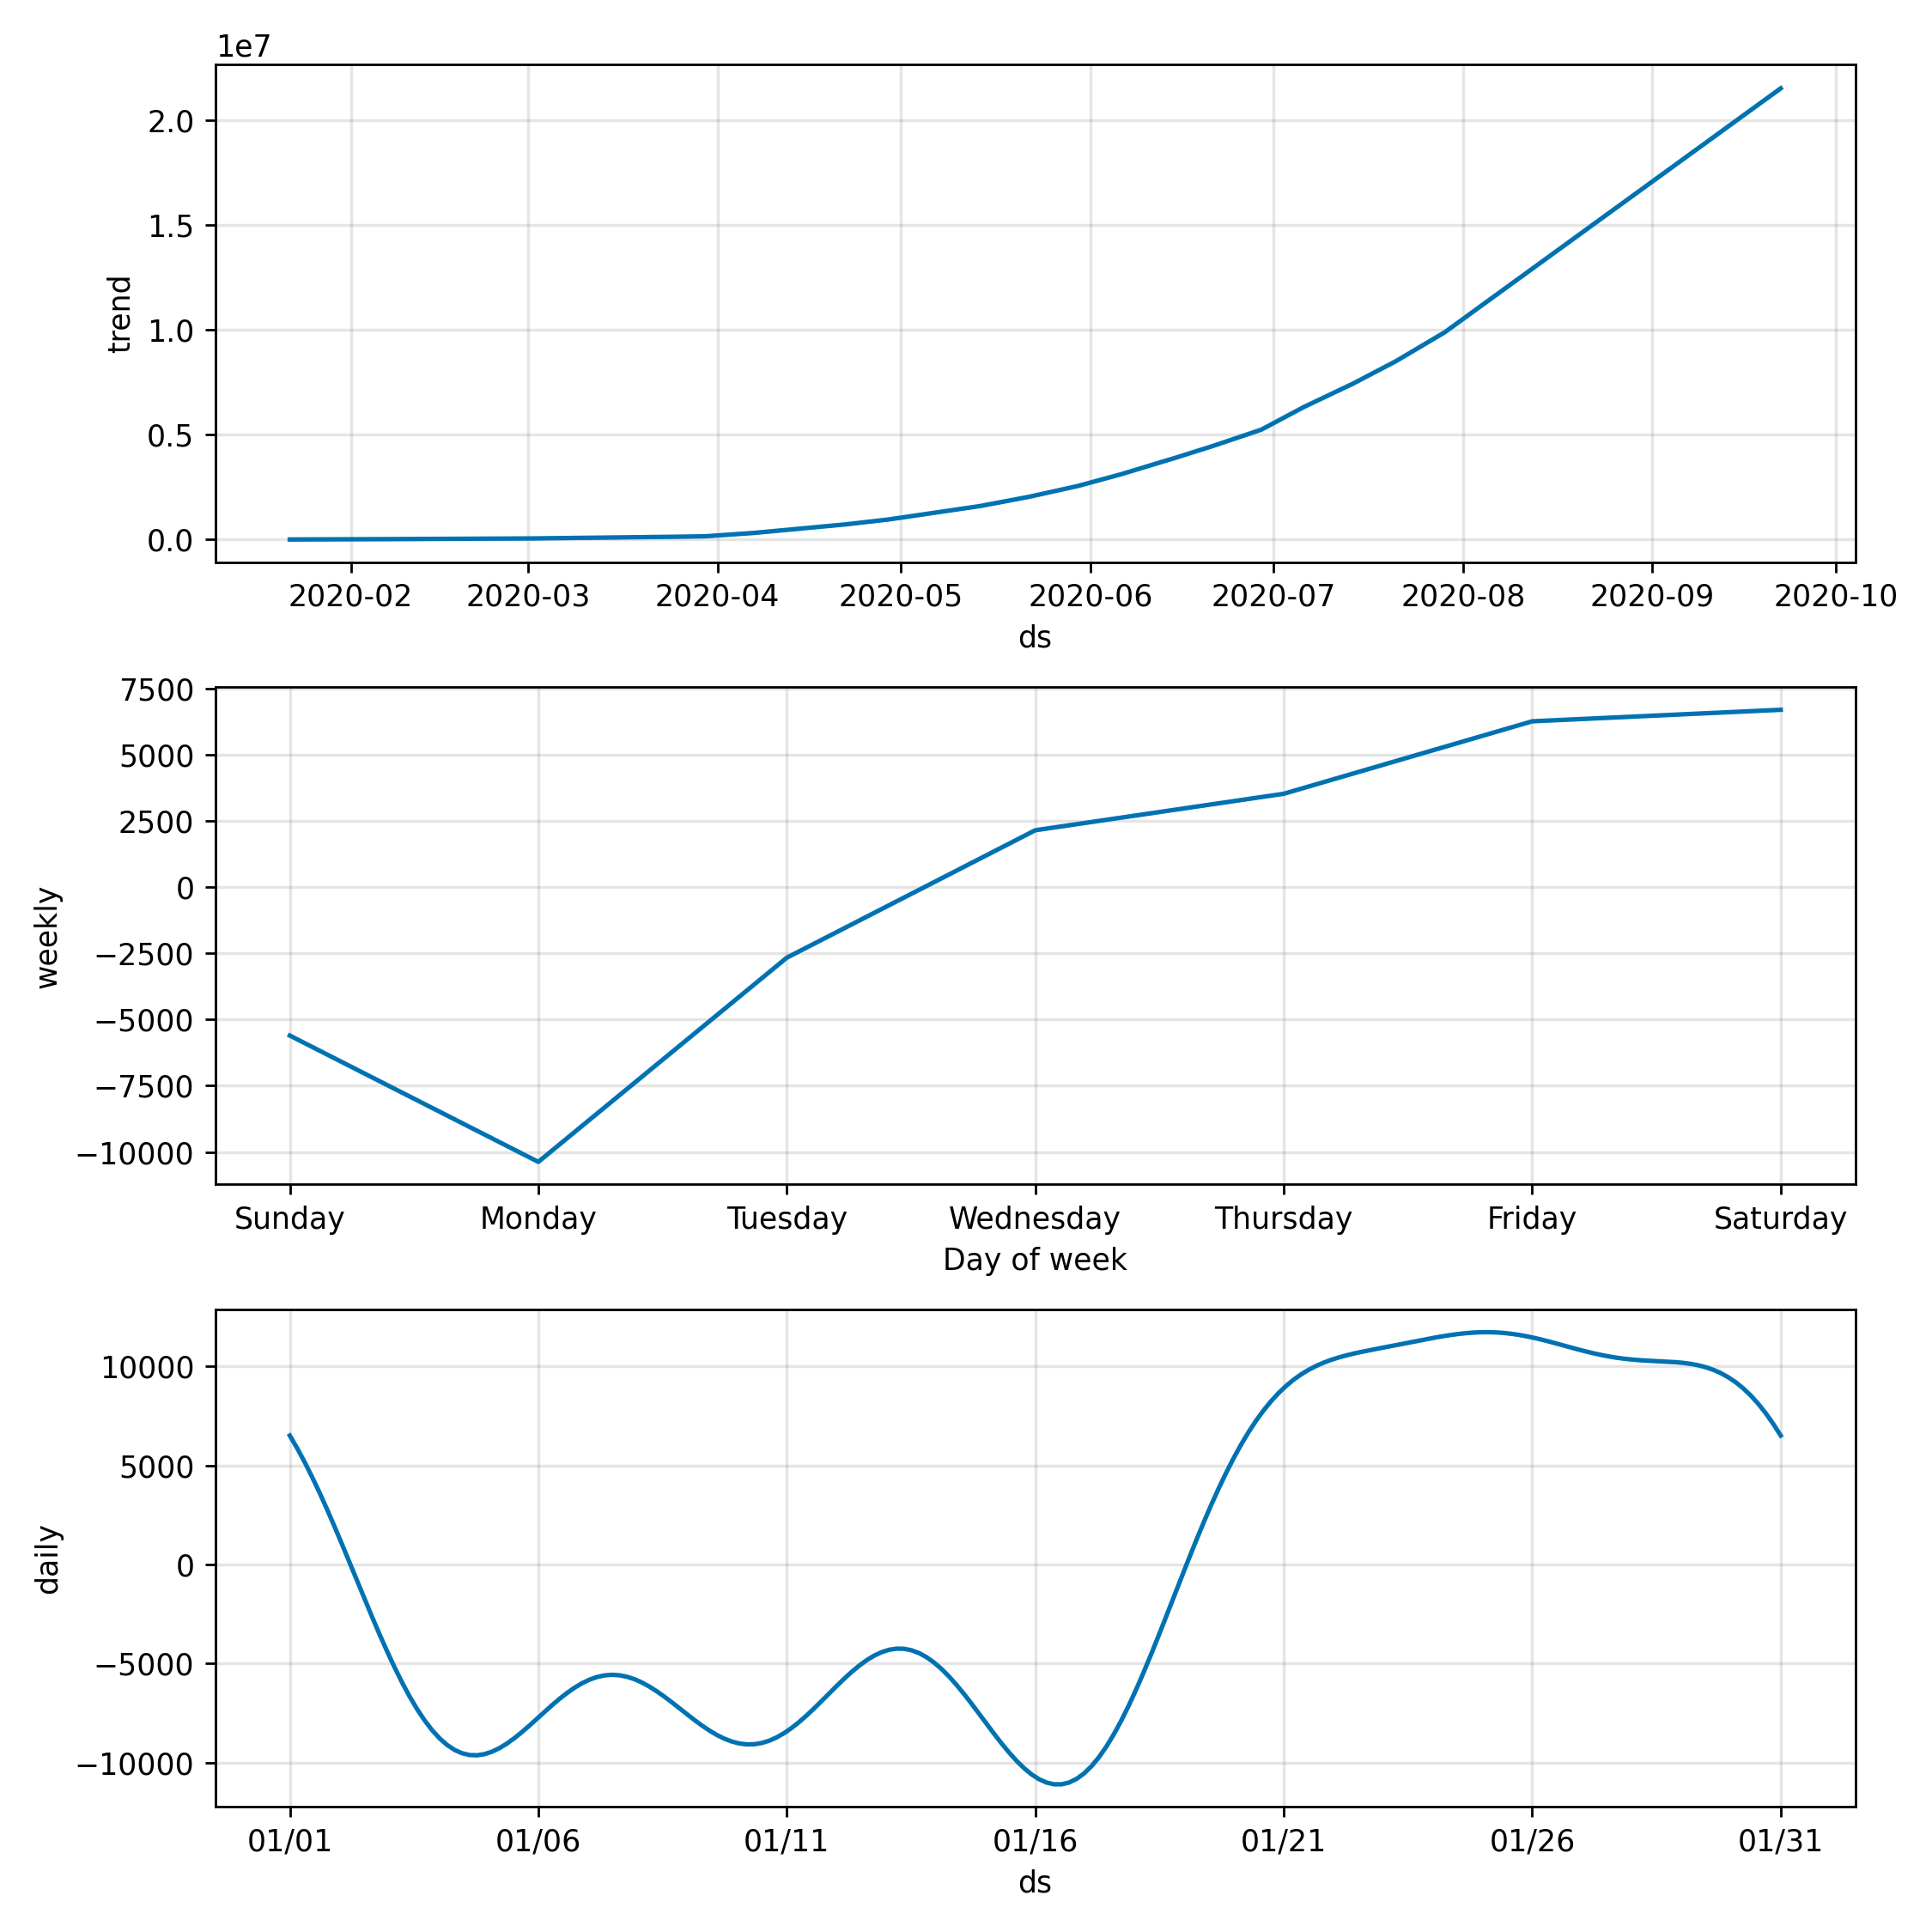 1e7
2.0
1.5
1.0
0.5
0.0
trend
2020-02 2020-03 2020-04 2020-05 2020-06 2020-07 2020-08 2020-09 2020-10
ds
7500
5000
2500
0
−2500
−5000
−7500
−10000
weekly
Sunday Monday Tuesday Wednesday Thursday Friday Saturday
Day of week
10000
5000
0
−5000
−10000
daily
01/01 01/06 01/11 01/16 01/21 01/26 01/31
ds